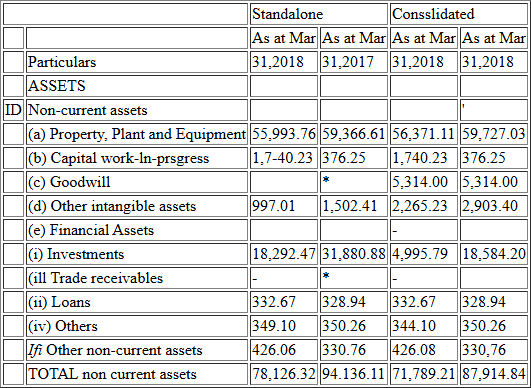 Standalone Consslidated
As at Mar As at Mar As at Mar As at Mar
Particulars 31,2018 31,2017 31,2018 31,2018
ASSETS
ID Non-current assets '
(a) Property, Plant and Equipment 55,993.76 59,366.61 56,371.11 59,727.03
(b) Capital work-ln-prsgress 1,7-40.23 376.25 1,740.23 376.25
(c) Goodwill * 5,314.00 5,314.00
(d) Other intangible assets 997.01 1,502.41 2,265.23 2,903.40
(e) Financial Assets -
(i) Investments 18,292.47 31,880.88 4,995.79 18,584.20
(ill Trade receivables - * -
(ii) Loans 332.67 328.94 332.67 328.94
(iv) Others 349.10 350.26 344.10 350.26
Ifi Other non-current assets 426.06 330.76 426.08 330,76
TOTAL non current assets 78,126.32 94.136.11 71,789.21 87,914.84